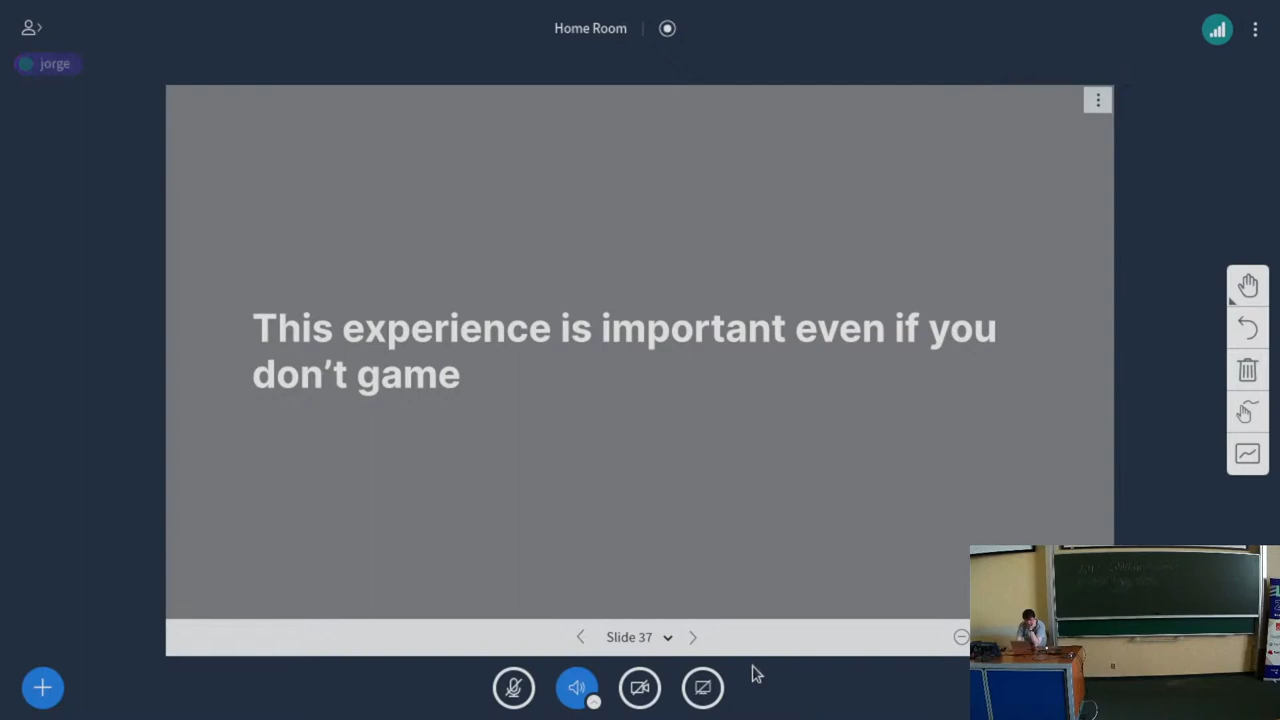 Home Room
jorge
This experience is important even if you
don't game
Slide 37